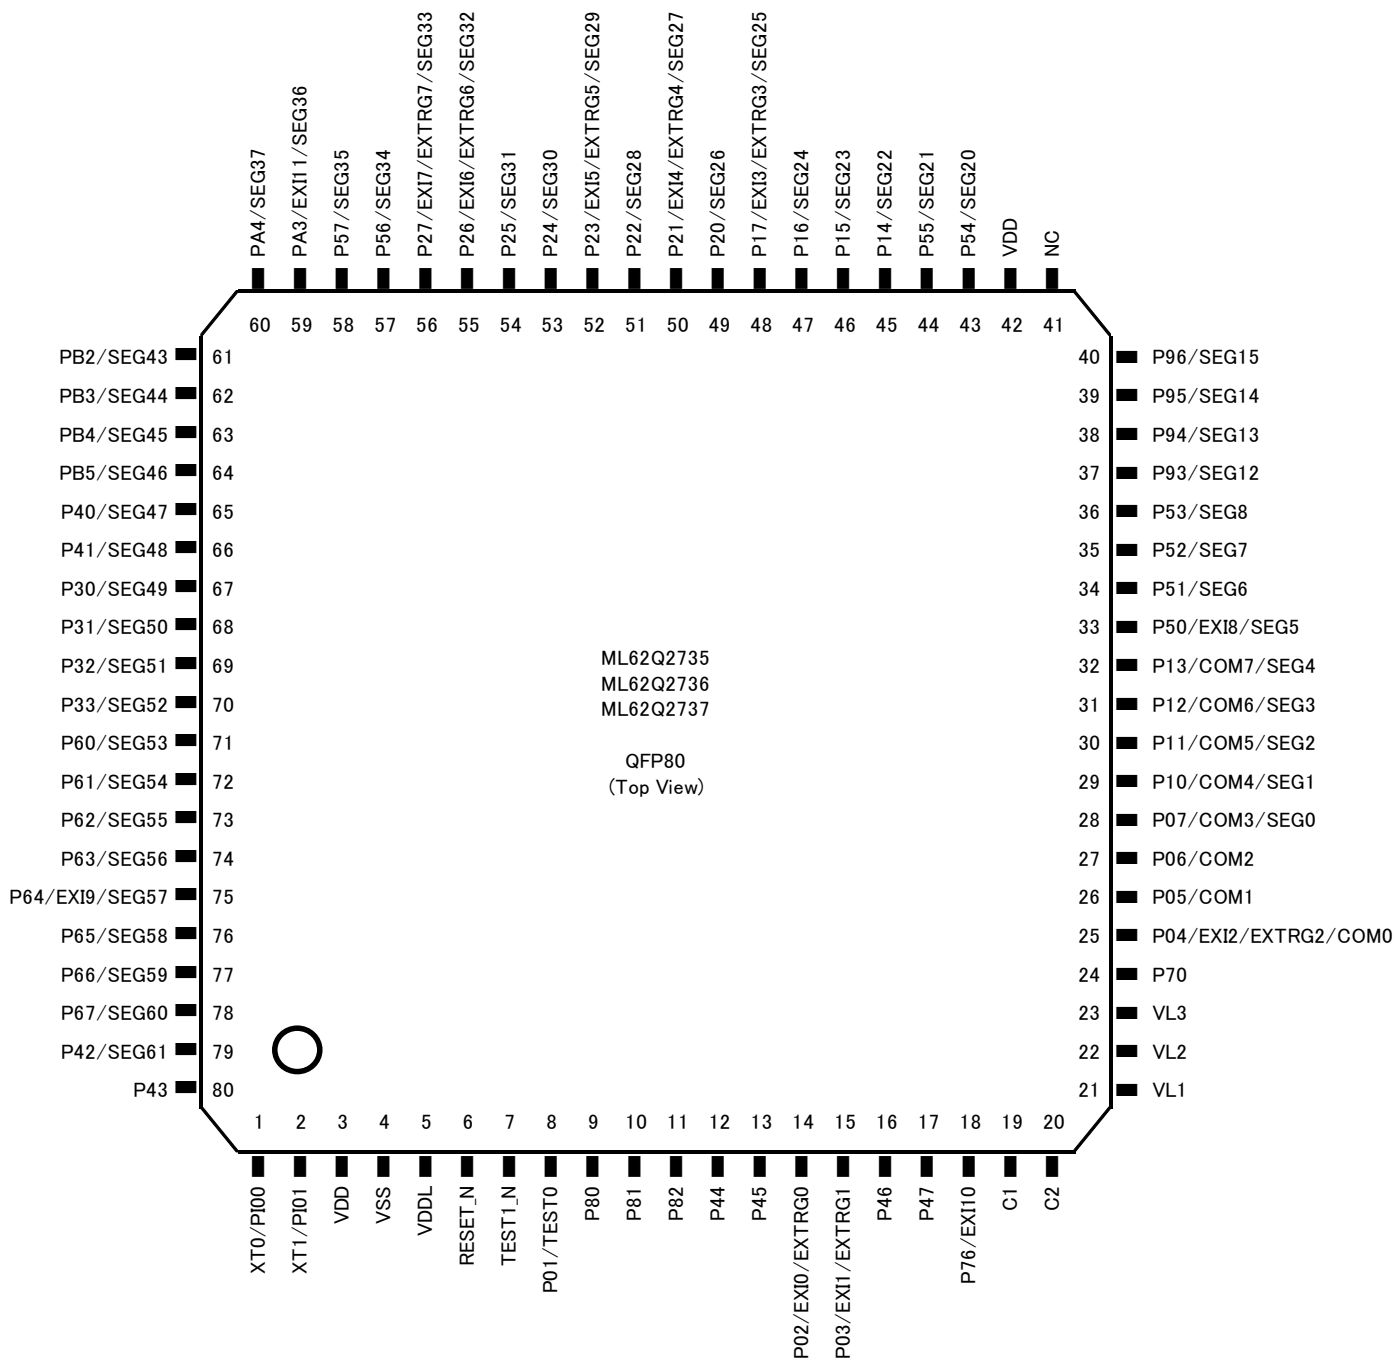 PA4/SEG37
PA3/EXI11/SEG36
P57/SEG35
P56/SEG34
P27/EXI7/EXTRG7/SEG33
P26/EXI6/EXTRG6/SEG32
P25/SEG31
P24/SEG30
P23/EXI5/EXTRG5/SEG29
P22/SEG28
P21/EXI4/EXTRG4/SEG27
P20/SEG26
P17/EXI3/EXTRG3/SEG25
P16/SEG24
P15/SEG23
P14/SEG22
P55/SEG21
P54/SEG20
VDD
NC
60 59 58 57 56 55 54 53 52 51 50 49 48 47 46 45 44 43 42 41
PB2/SEG43 61
PB3/SEG44 62
PB4/SEG45 63
PB5/SEG46 64
P40/SEG47 65
P41/SEG48 66
P30/SEG49 67
P31/SEG50 68
P32/SEG51 69
P33/SEG52 70
P60/SEG53 71
P61/SEG54 72
P62/SEG55 73
P63/SEG56 74
P64/EXI9/SEG57 75
P65/SEG58 76
P66/SEG59 77
P67/SEG60 78
P42/SEG61 79
P43 80
ML62Q2735
ML62Q2736
ML62Q2737
QFP80
(Top View)
40 P96/SEG15
39 P95/SEG14
38 P94/SEG13
37 P93/SEG12
36 P53/SEG8
35 P52/SEG7
34 P51/SEG6
33 P50/EXI8/SEG5
32 P13/COM7/SEG4
31 P12/COM6/SEG3
30 P11/COM5/SEG2
29 P10/COM4/SEG1
28 P07/COM3/SEG0
27 P06/COM2
26 P05/COM1
25 P04/EXI2/EXTRG2/COM0
24 P70
23 VL3
22 VL2
21 VL1
1 2 3 4 5 6 7 8 9 10 11 12 13 14 15 16 17 18 19 20
XT0/PI00
XT1/PI01
VDD
VSS
VDDL
RESET_N
TEST1_N
P01/TEST0
P80
P81
P82
P44
P45
P02/EXI0/EXTRG0
P03/EXI1/EXTRG1
P46
P47
P76/EXI10
C1
C2